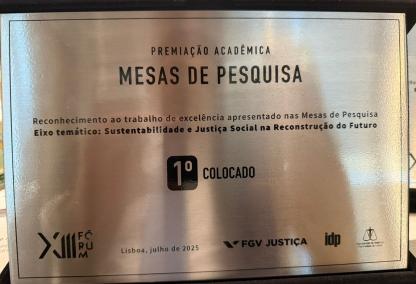 PREMIAÇÃO ACADÊMICA
MESAS DE PESQUISA
Reconhecimento ao trabalho de excelência apresentado nas Mesas de Pesquisa
Eixo temático: Sustentabilidade e Justiça Social na Reconstrução do Futuro
1º COLOCADO
XIII FÓRUM
Lisboa, julho de 2025
FGV JUSTIÇA
idp